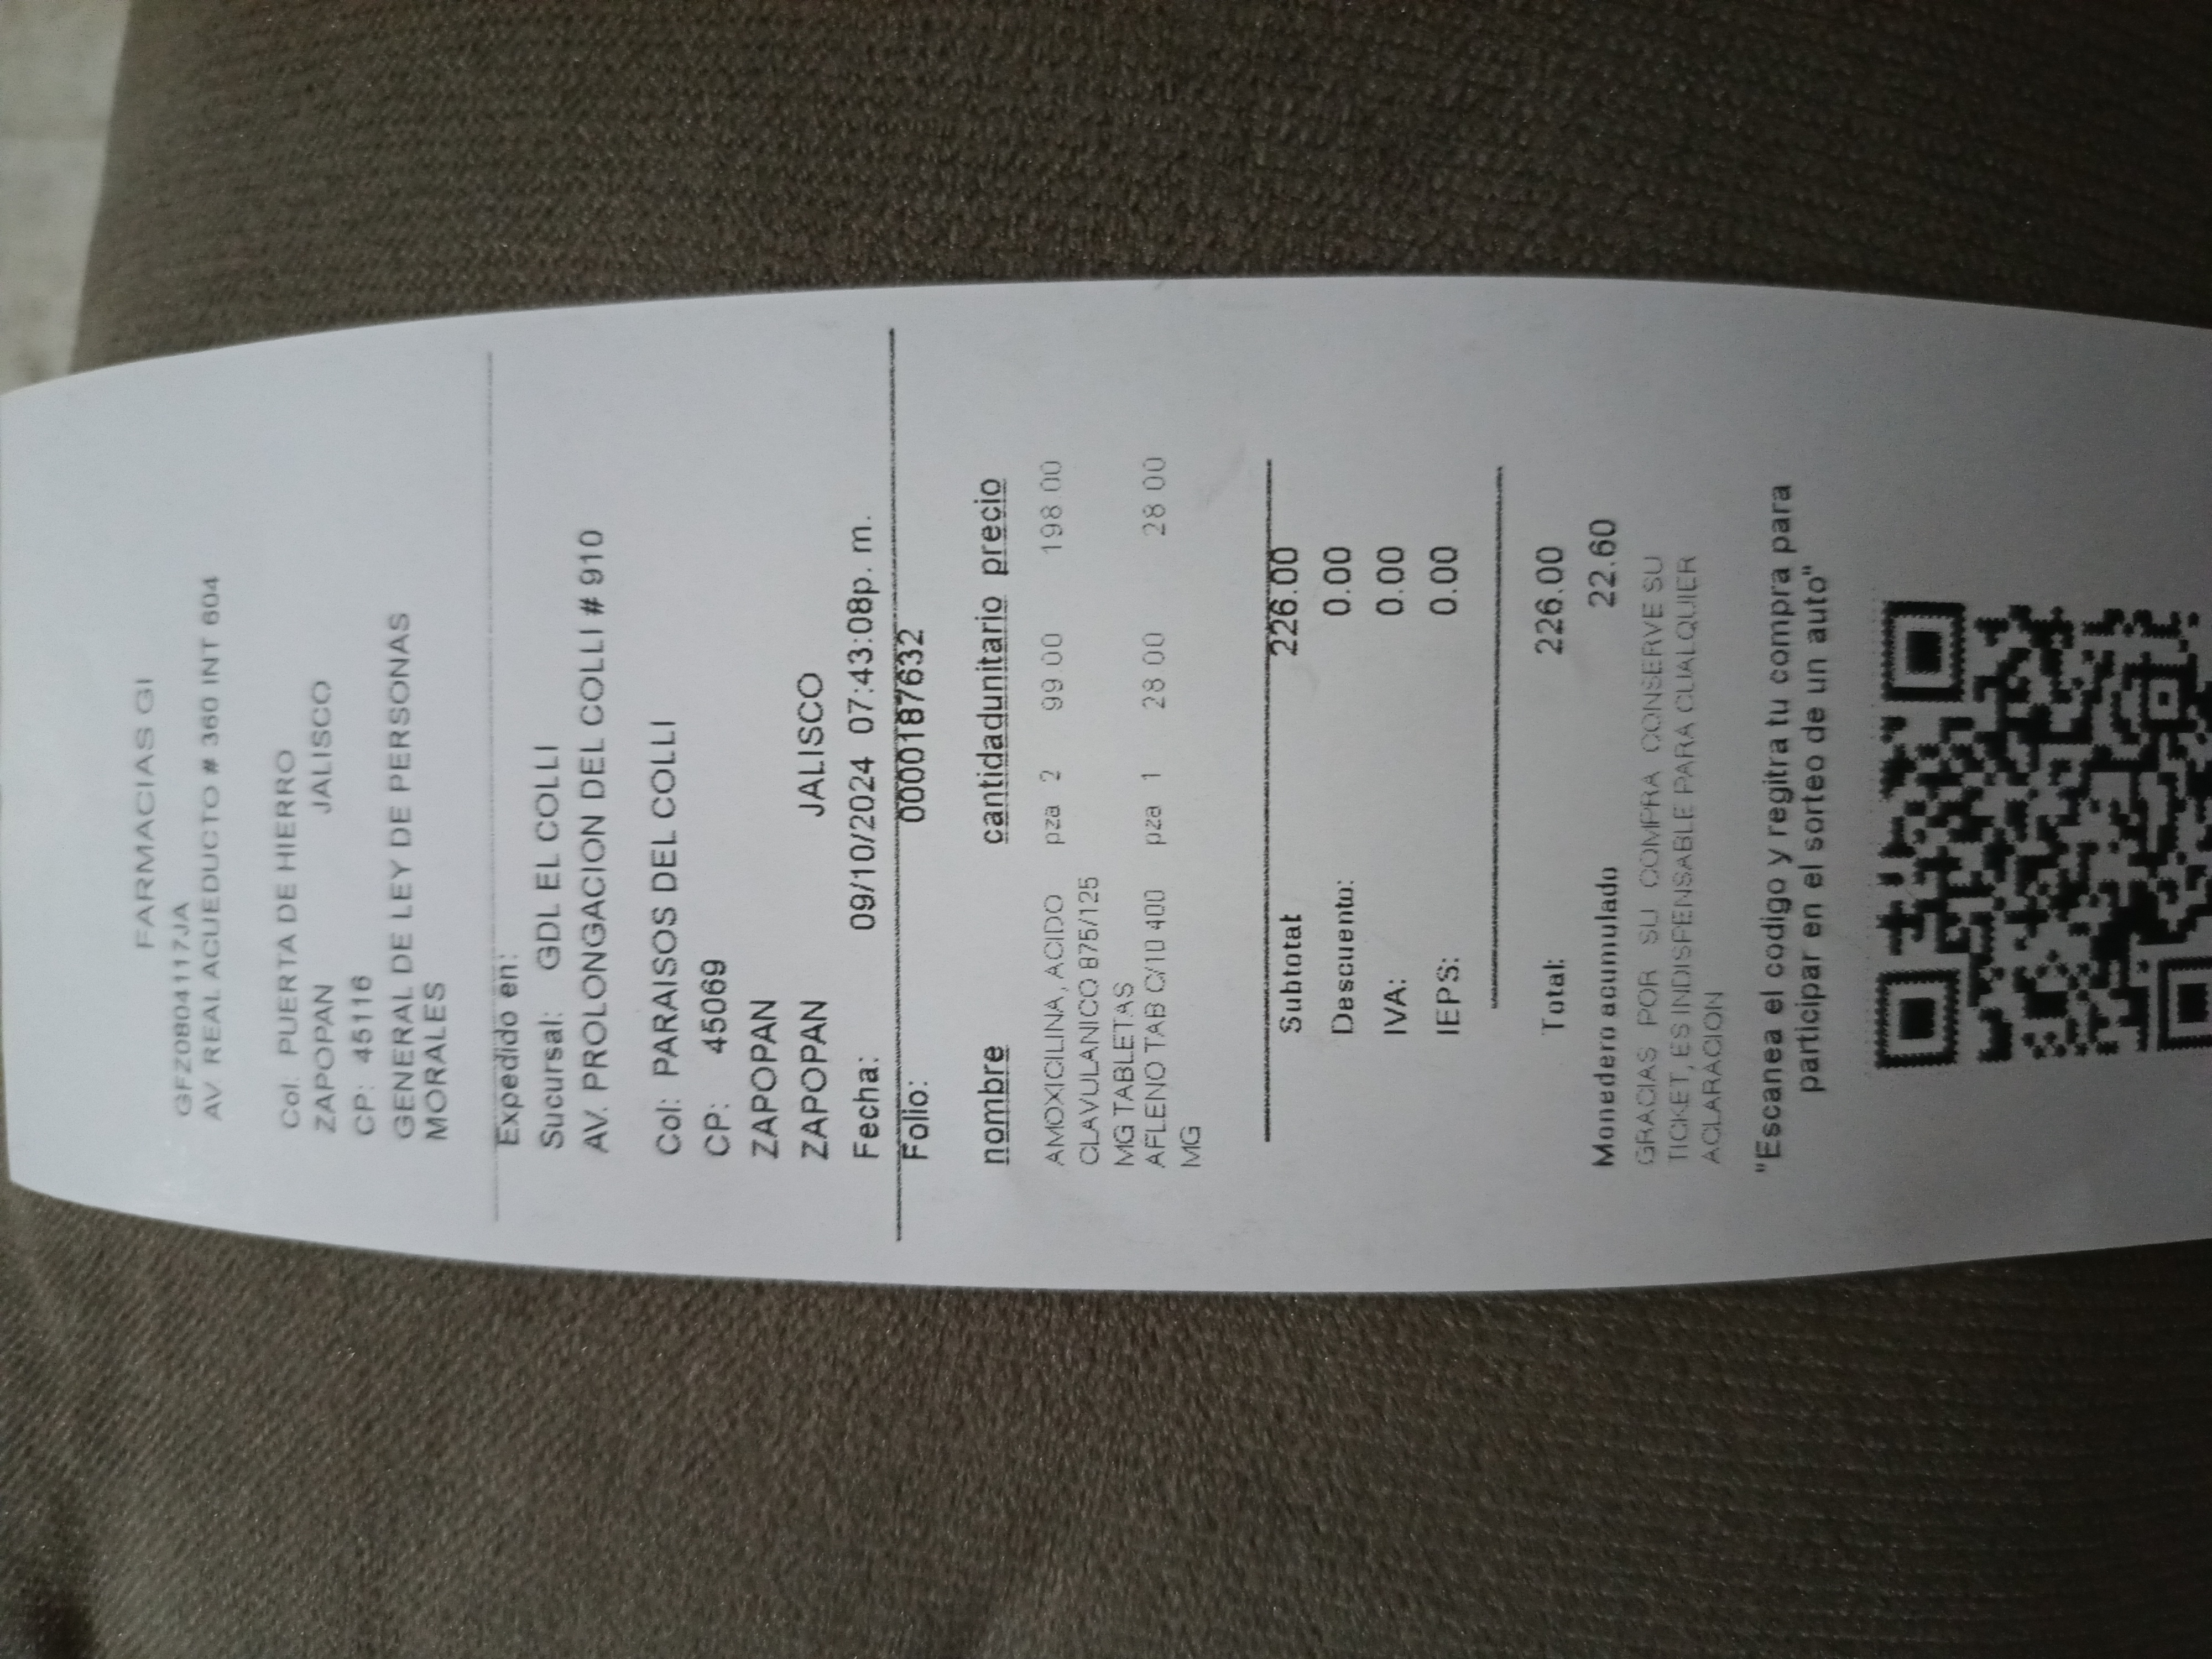 FARMACIAS GI
GFZ0804117JA
AV REAL ACUEDUCTO # 360 INT 604
Col: PUERTA DE HIERRO
ZAPOPAN JALISCO
CP: 45116
GENERAL DE LEY DE PERSONAS
MORALES
Expedido en:
Sucursal: GDL EL COLLI
AV. PROLONGACION DEL COLLI # 910
Col: PARAISOS DEL COLLI
CP: 45069
ZAPOPAN
ZAPOPAN JALISCO
Fecha: 09/10/2024 07:43:08p. m.
Folio: 0000187632
nombre cantidadunitario precio
AMOXICILINA, ACIDO pza 2 99 00 198 00
CLAVULANICO 875/125
MG TABLETAS
AFLENO TAB C/10 400 pza 1 28 00 28 00
MG
Subtotat 226.00
Descuento: 0.00
IVA: 0.00
IEPS: 0.00
Total: 226.00
Monedero acumulado 22.60
GRACIAS POR SU COMPRA CONSERVE SU
TICKET, ES INDISPENSABLE PARA CUALQUIER
ACLARACION
"Escanea el codigo y regitra tu compra para
participar en el sorteo de un auto"